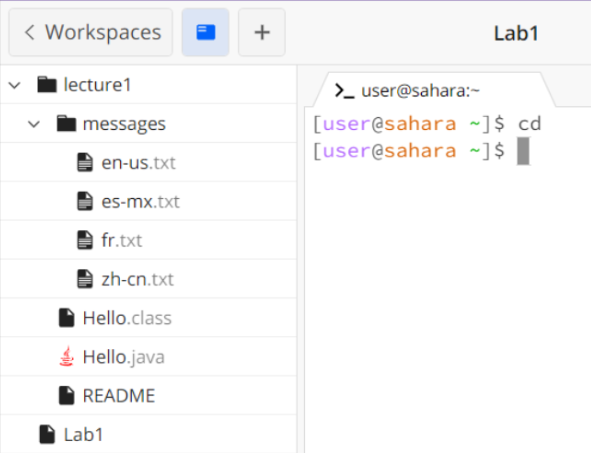 Workspaces
Lab1
lecture1
messages
en-us.txt
es-mx.txt
fr.txt
zh-cn.txt
Hello.class
Hello.java
README
Lab1
user@sahara:~
[user@sahara ~]$ cd
[user@sahara ~]$